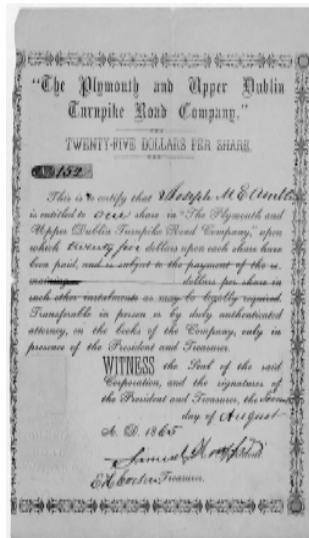 "The Plymouth and Upper Dublin
Turnpike Road Company,"
TWENTY-FIVE DOLLARS PER SHARE.
152
This is to certify that Joseph M
is entitled to one share in "The Plymouth and
Upper Dublin Turnpike Road Company," upon
which twenty five dollars upon each share have
been paid, and is subject to the payment of the re-
dollars per share in
such other instalments as may be legally required.
Transferable in person or by duly authenticated
attorney, on the books of the Company, only in
presence of the President and Treasurer.
WITNESS the Seal of the said
Corporation, and the signatures of
the President and Treasurer, the
day of August
A. D. 1865
Samuel
Treasurer.